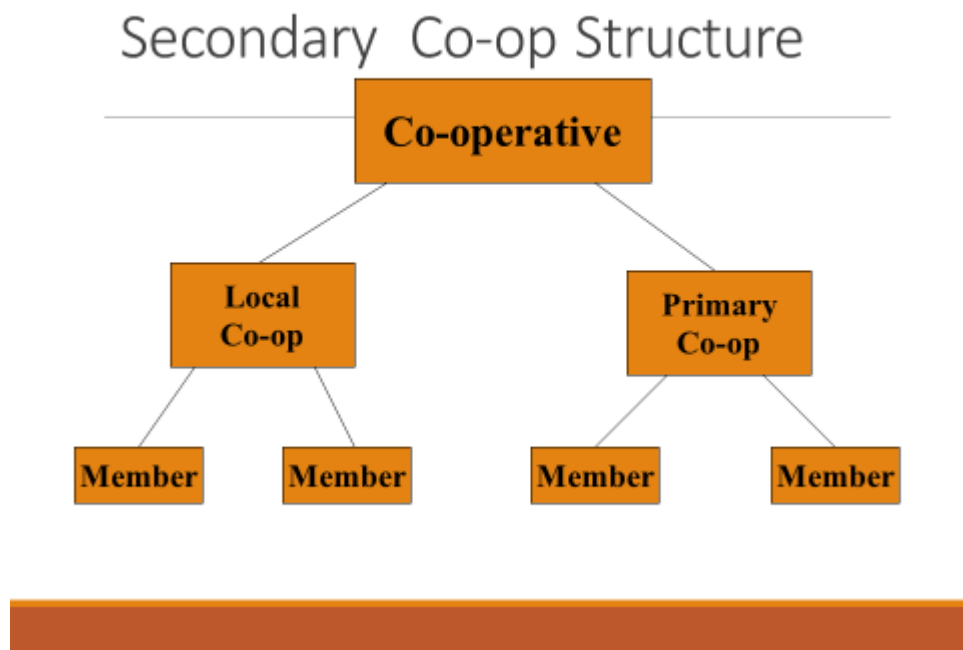 Secondary Co-op Structure
Co-operative
Local
Co-op
Primary
Co-op
Member
Member
Member
Member